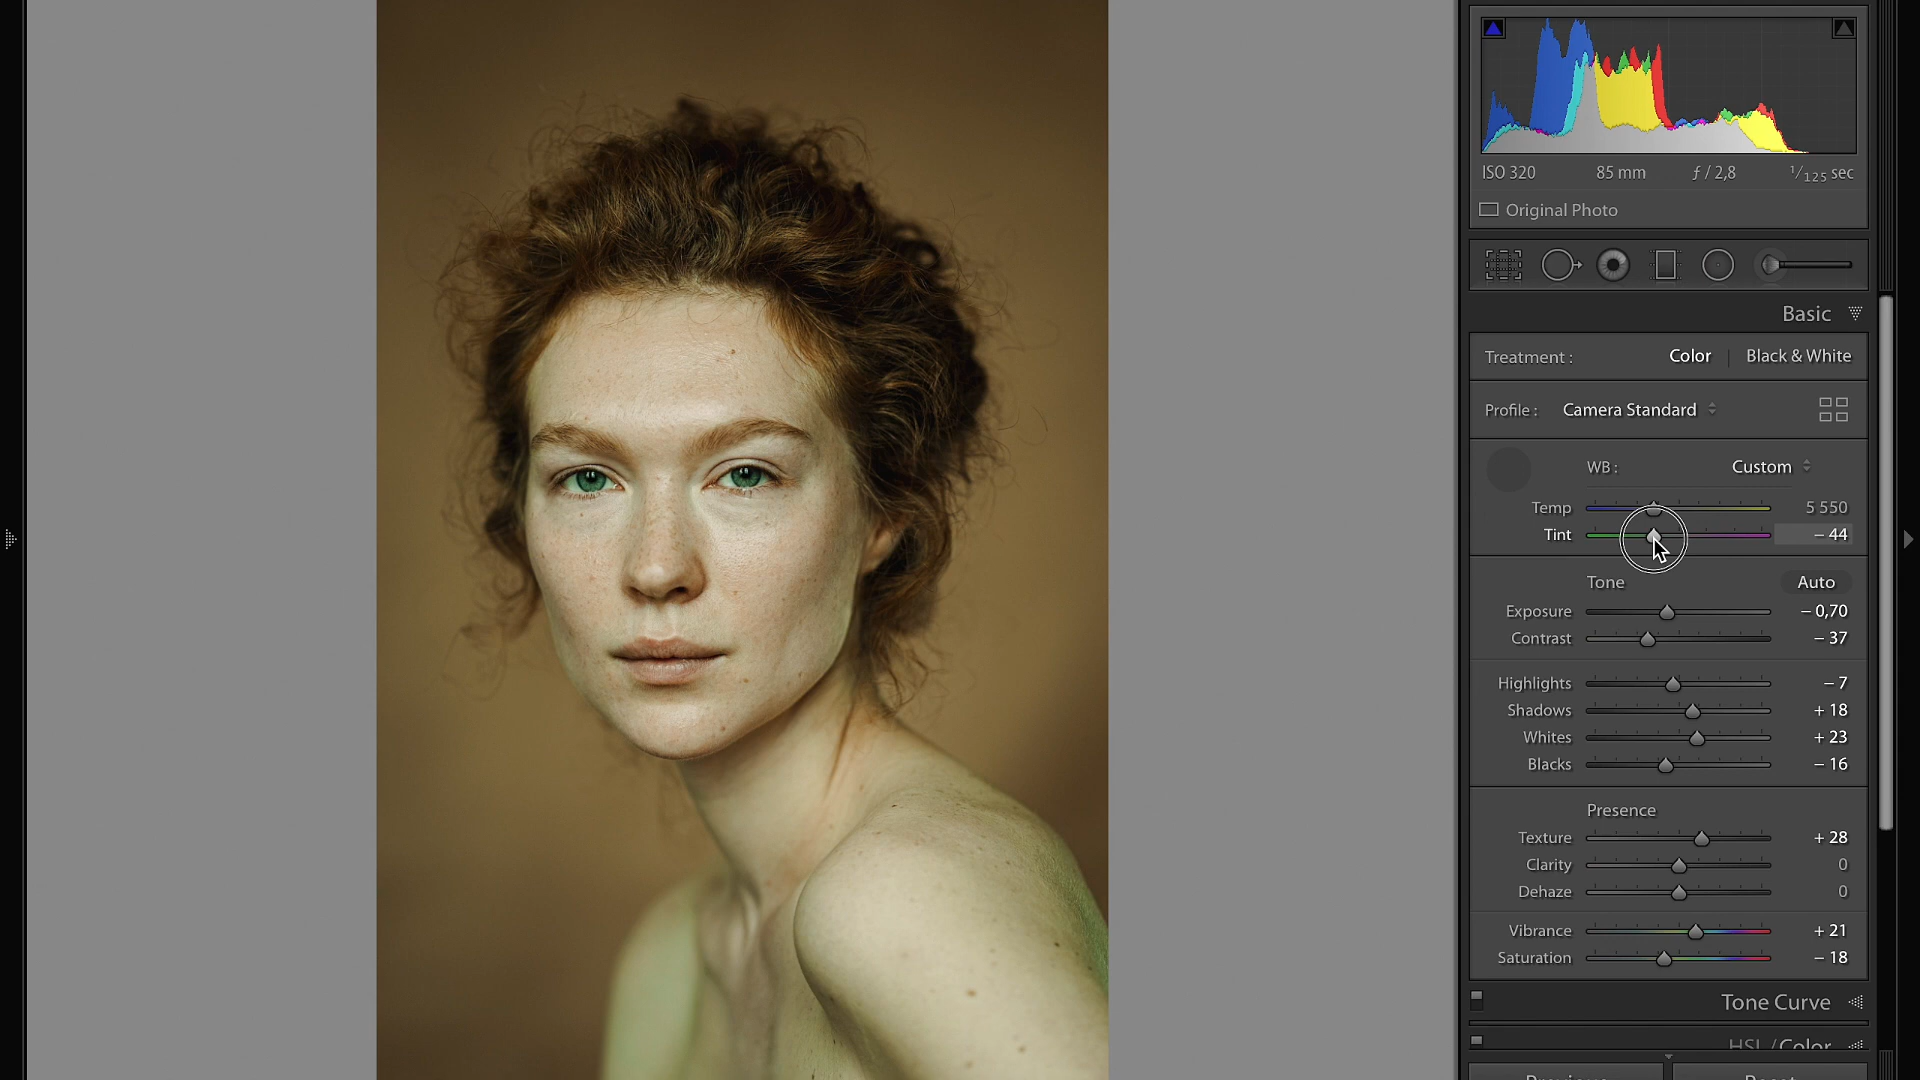 ISO 320 85 mm ƒ / 2,8 1/125 sec
Original Photo
Basic
Treatment : Color Black & White
Profile : Camera Standard
WB : Custom
Temp 5 550
Tint – 44
Tone Auto
Exposure – 0,70
Contrast – 37
Highlights – 7
Shadows + 18
Whites + 23
Blacks – 16
Presence
Texture + 28
Clarity 0
Dehaze 0
Vibrance + 21
Saturation – 18
Tone Curve
HSL / Color